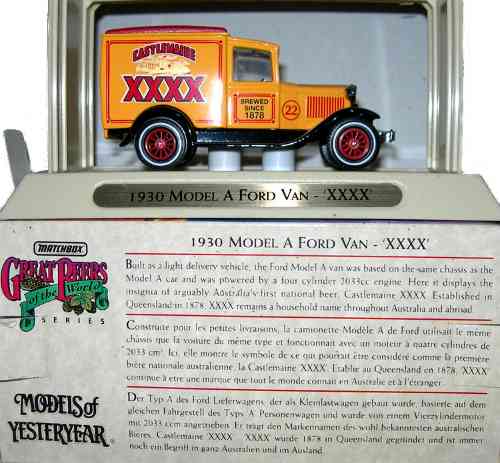 CASTLEMAINE
XXXX
BREWED
SINCE
1878
22
1930 MODEL A FORD VAN - 'XXXX'
1930 MODEL A FORD VAN - 'XXXX'
MATCHBOX
GREAT BEERS
of the World
SERIES
Built as a light delivery vehicle, the Ford Model A van was based on the same chassis as the
Model A car and was powered by a four cylinder 2033cc engine. Here it displays the
insignia of arguably Australia's first national beer, Castlemaine XXXX. Established in
Queensland in 1878, XXXX remains a household name throughout Australia and abroad.
Construite pour les petites livraisons, la camionette Modèle A de Ford utilisait le même
châssis que la voiture du même type et fonctionnait avec un moteur à quatre cylindres de
2033 cm³. Ici, elle montre le symbole de ce qui pourrait être considéré comme la première
bière nationale australienne, la Castlemaine XXXX. Etablie au Queensland en 1878, 'XXXX'
continue à être une marque que tout le monde connait en Australie et à l'étranger.
MODELS of
YESTERYEAR
Der Typ A des Ford Lieferwagens, der als Kleinlastwagen gebaut wurde, basierte auf dem
gleichen Fahrgestell des Typs A Personenwagen und wurde von einem Vierzylindermotor
mit 2033 ccm angetrieben. Er trägt den Markennamen des wohl bekanntesten australischen
Bieres, Castlemaine XXXX. XXXX wurde 1878 in Queensland gegründet und ist immer
noch ein Begriff in ganz Australien und im Ausland.